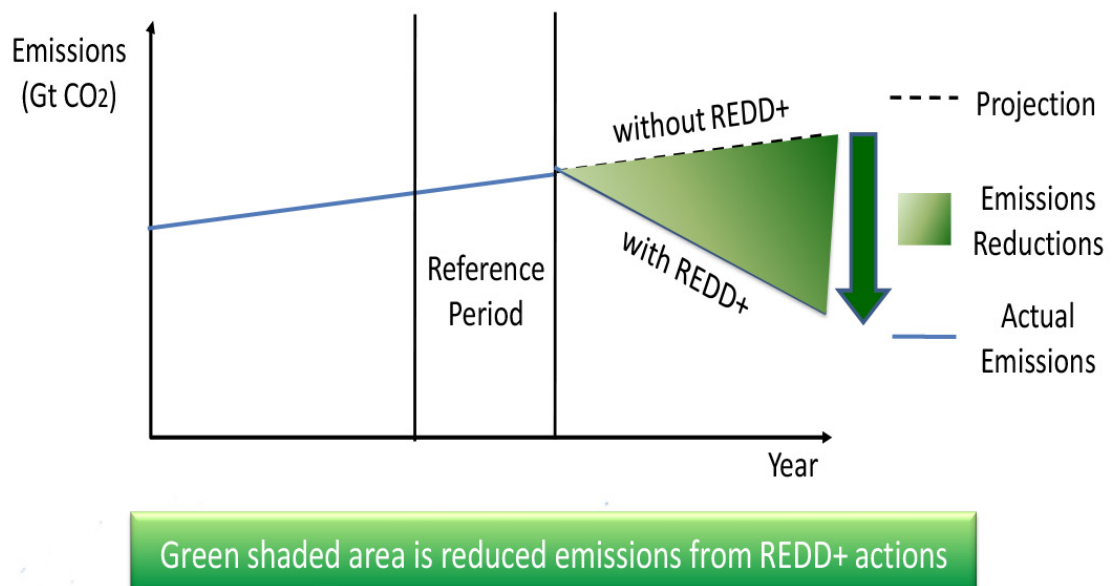 Emissions
(Gt CO2)
without REDD+
with REDD+
Reference
Period
Year
Projection
Emissions
Reductions
Actual
Emissions
Green shaded area is reduced emissions from REDD+ actions